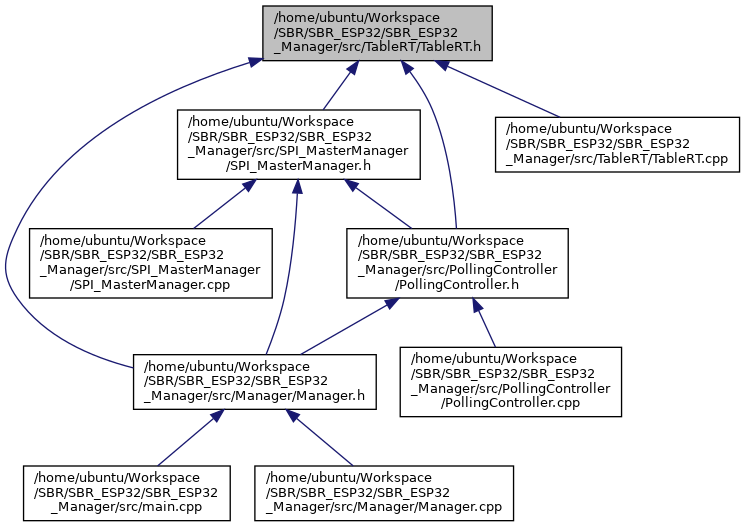 /home/ubuntu/Workspace
/SBR/SBR_ESP32/SBR_ESP32
_Manager/src/TableRT/TableRT.h
/home/ubuntu/Workspace
/SBR/SBR_ESP32/SBR_ESP32
_Manager/src/SPI_MasterManager
/SPI_MasterManager.h
/home/ubuntu/Workspace
/SBR/SBR_ESP32/SBR_ESP32
_Manager/src/TableRT/TableRT.cpp
/home/ubuntu/Workspace
/SBR/SBR_ESP32/SBR_ESP32
_Manager/src/SPI_MasterManager
/SPI_MasterManager.cpp
/home/ubuntu/Workspace
/SBR/SBR_ESP32/SBR_ESP32
_Manager/src/PollingController
/PollingController.h
/home/ubuntu/Workspace
/SBR/SBR_ESP32/SBR_ESP32
_Manager/src/Manager/Manager.h
/home/ubuntu/Workspace
/SBR/SBR_ESP32/SBR_ESP32
_Manager/src/PollingController
/PollingController.cpp
/home/ubuntu/Workspace
/SBR/SBR_ESP32/SBR_ESP32
_Manager/src/main.cpp
/home/ubuntu/Workspace
/SBR/SBR_ESP32/SBR_ESP32
_Manager/src/Manager/Manager.cpp